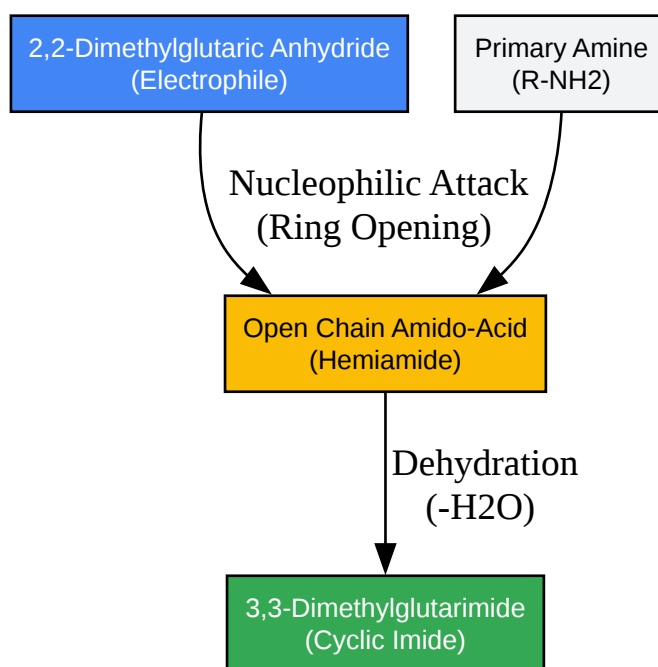 2,2-Dimethylglutaric Anhydride
(Electrophile)
Primary Amine
(R-NH2)
Nucleophilic Attack
(Ring Opening)
Open Chain Amido-Acid
(Hemiamide)
Dehydration
(-H2O)
3,3-Dimethylglutarimide
(Cyclic Imide)